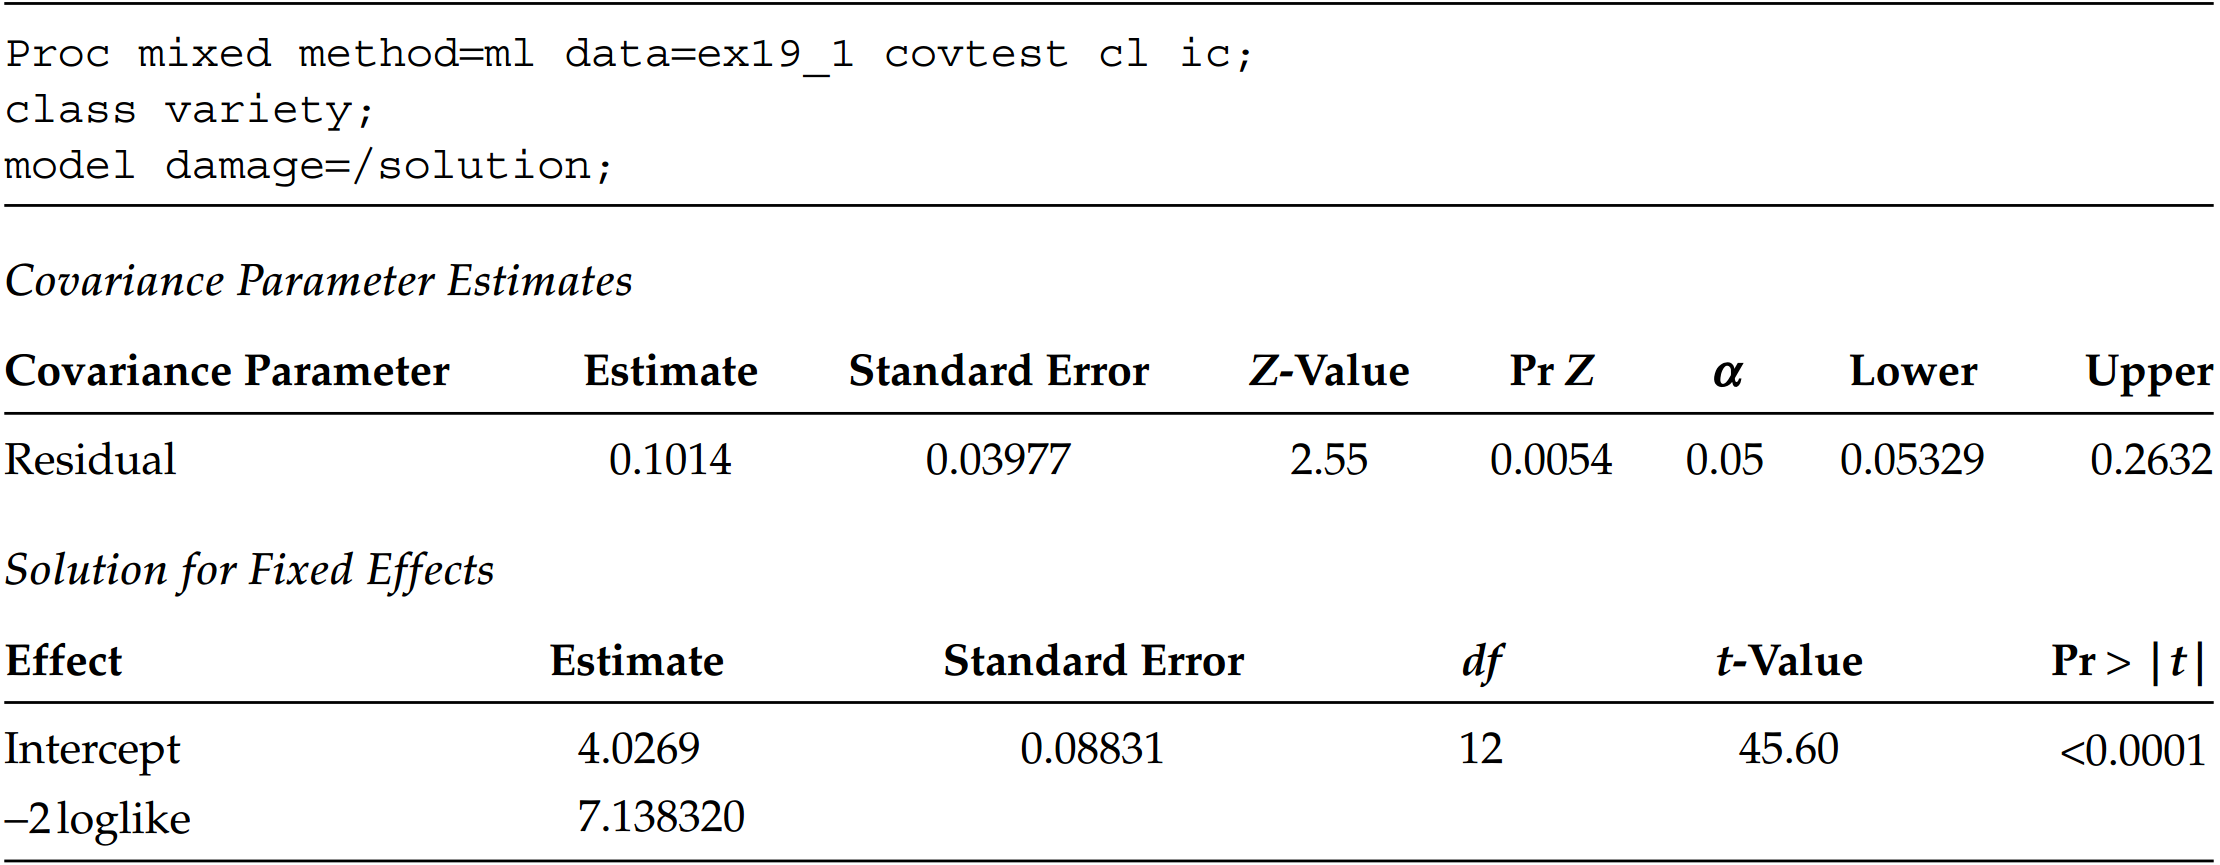 Proc mixed method=ml data=ex19_1 covtest cl ic;
class variety;
model damage=/solution;
Covariance Parameter Estimates
Covariance Parameter Estimate Standard Error Z-Value Pr Z α Lower Upper
Residual 0.1014 0.03977 2.55 0.0054 0.05 0.05329 0.2632
Solution for Fixed Effects
Effect Estimate Standard Error df t-Value Pr > |t|
Intercept 4.0269 0.08831 12 45.60 <0.0001
–2 loglike 7.138320